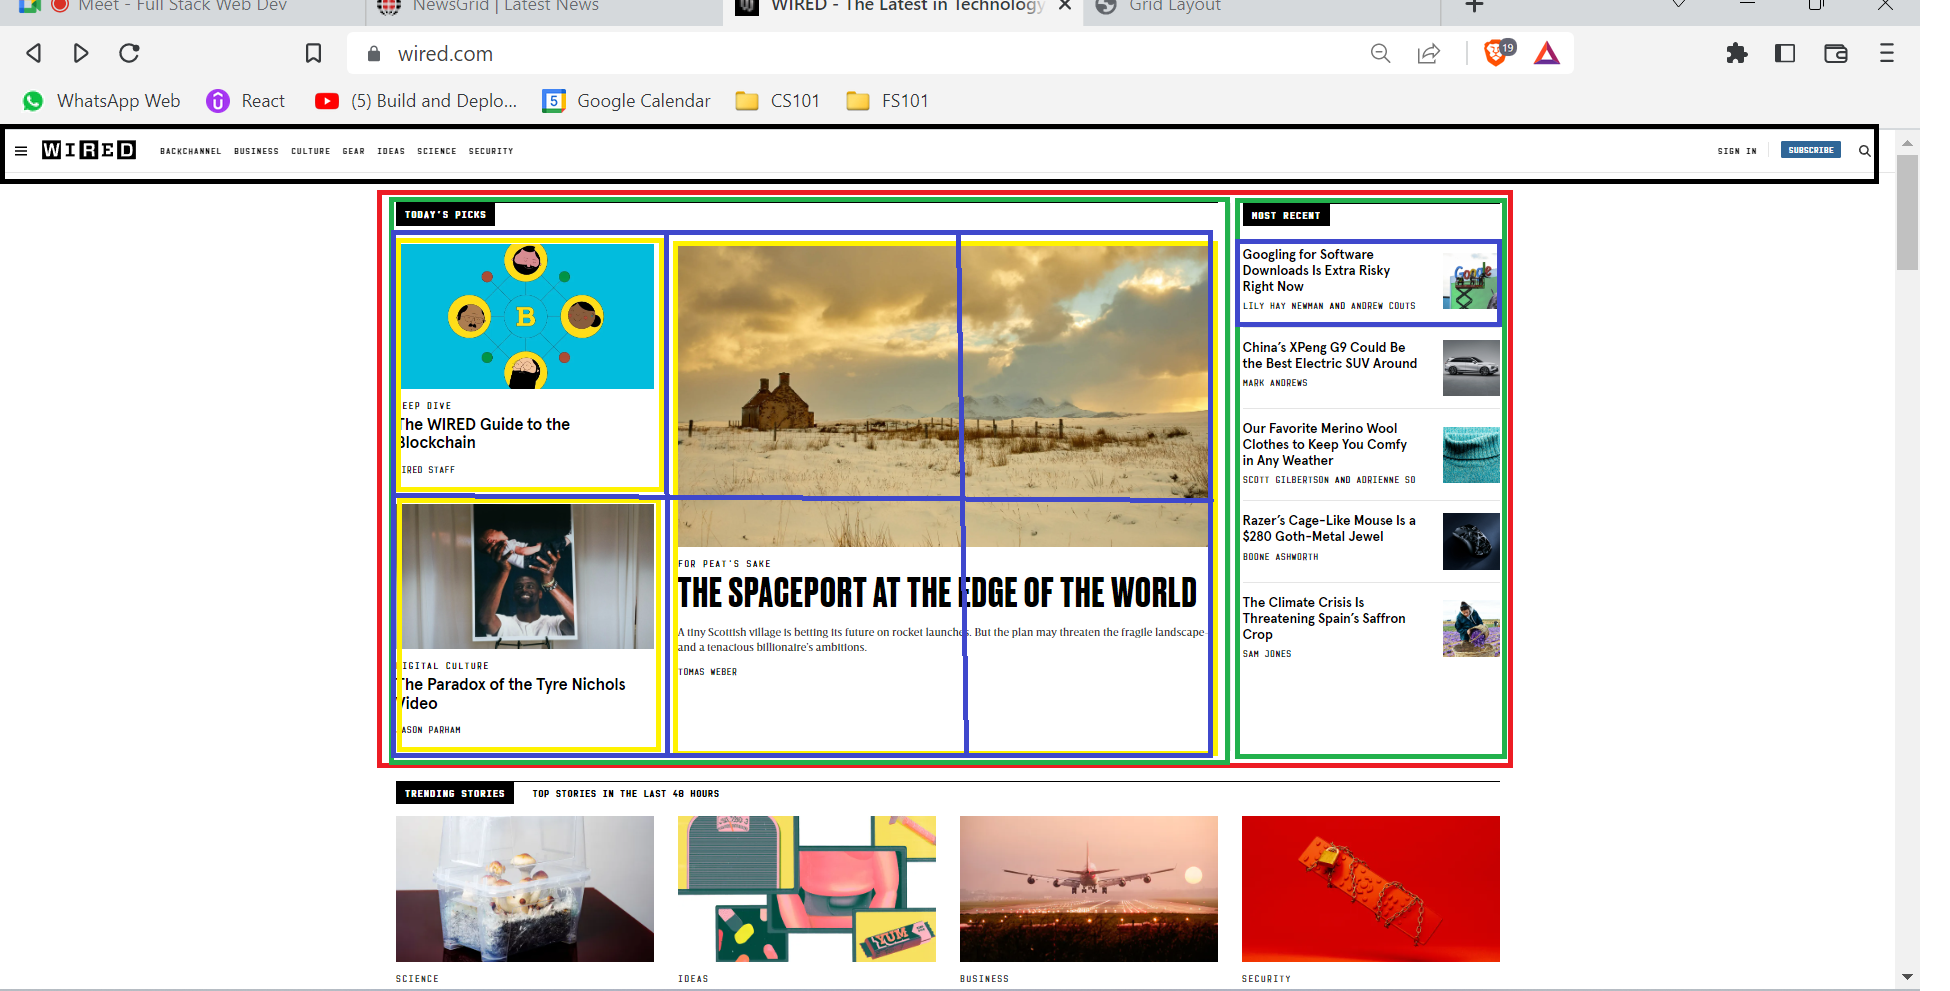 Meet - Full Stack Web Dev
NewsGrid | Latest News
WIRED - The Latest in Technology
Grid Layout
wired.com
19
WhatsApp Web
React
(5) Build and Deplo...
5
Google Calendar
CS101
FS101
WIRED
BACKCHANNEL BUSINESS CULTURE GEAR IDEAS SCIENCE SECURITY
SIGN IN
SUBSCRIBE
TODAY'S PICKS
B
EEP DIVE
The WIRED Guide to the
Blockchain
IRED STAFF
IGITAL CULTURE
The Paradox of the Tyre Nichols
Video
ASON PARHAM
FOR PEAT'S SAKE
THE SPACEPORT AT THE EDGE OF THE WORLD
A tiny Scottish village is betting its future on rocket launches. But the plan may threaten the fragile landscape—
and a tenacious billionaire's ambitions.
TOMAS WEBER
MOST RECENT
Googling for Software
Downloads Is Extra Risky
Right Now
LILY HAY NEWMAN AND ANDREW COUTS
Google
China's XPeng G9 Could Be
the Best Electric SUV Around
MARK ANDREWS
Our Favorite Merino Wool
Clothes to Keep You Comfy
in Any Weather
SCOTT GILBERTSON AND ADRIENNE SO
Razer's Cage-Like Mouse Is a
$280 Goth-Metal Jewel
BOONE ASHWORTH
The Climate Crisis Is
Threatening Spain's Saffron
Crop
SAM JONES
TRENDING STORIES
TOP STORIES IN THE LAST 48 HOURS
YUM
SCIENCE
IDEAS
BUSINESS
SECURITY